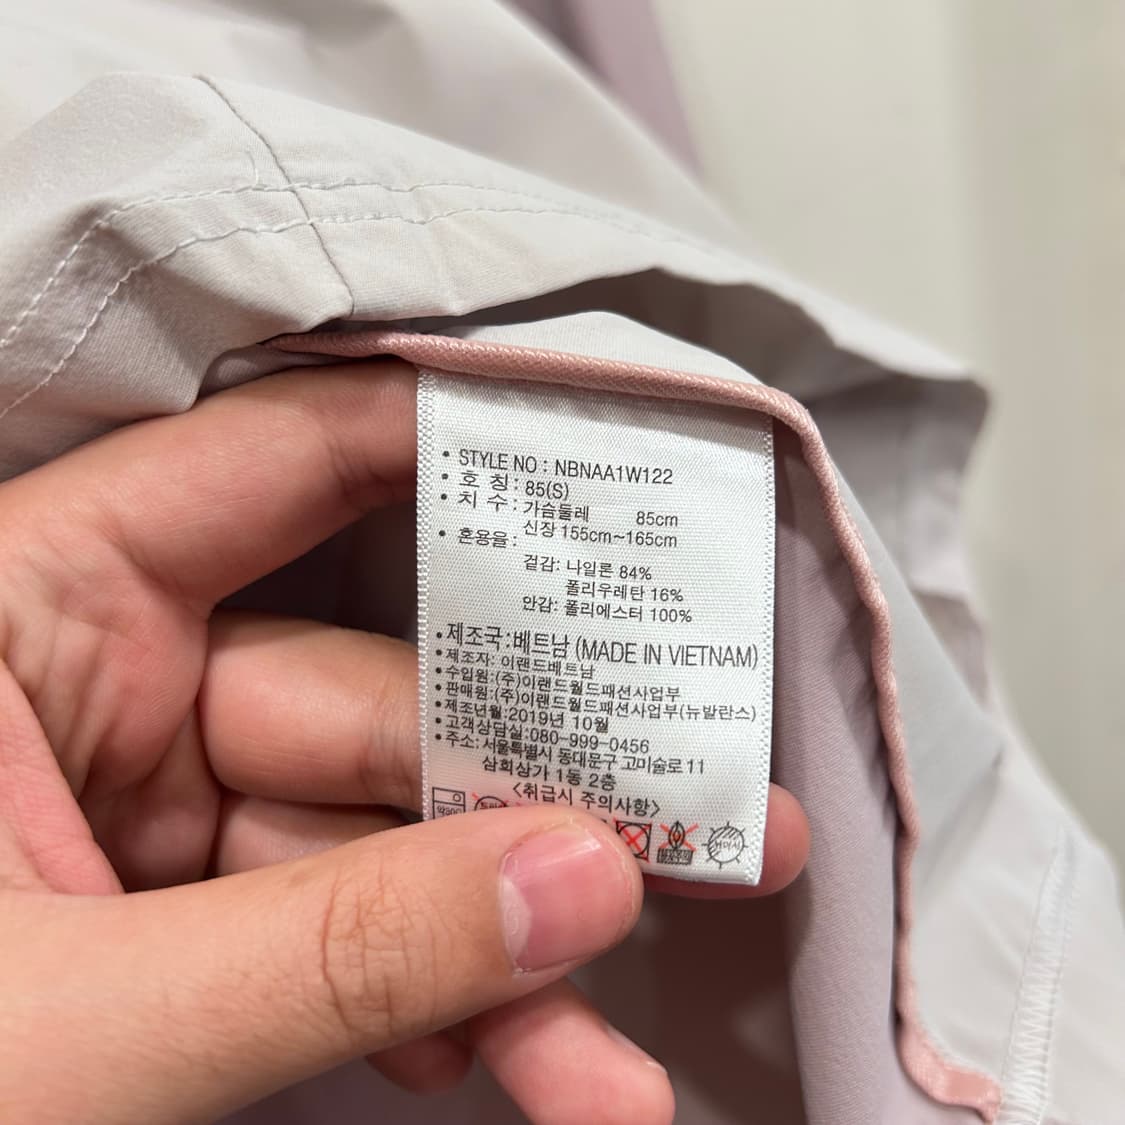 • STYLE NO : NBNAA1W122
• 호 칭 : 85(S)
• 치 수 : 가슴둘레 85cm
신장 155cm~165cm
• 혼용율 :
겉감: 나일론 84%
폴리우레탄 16%
안감: 폴리에스터 100%
• 제조국:베트남 (MADE IN VIETNAM)
• 제조자: 이랜드베트남
• 수입원:(주)이랜드월드패션사업부
• 판매원:(주)이랜드월드패션사업부(뉴발란스)
• 제조년월:2019년 10월
• 고객상담실:080-999-0456
• 주소: 서울특별시 동대문구 고미술로 11
삼희상가 1동 2층
<취급시 주의사항>